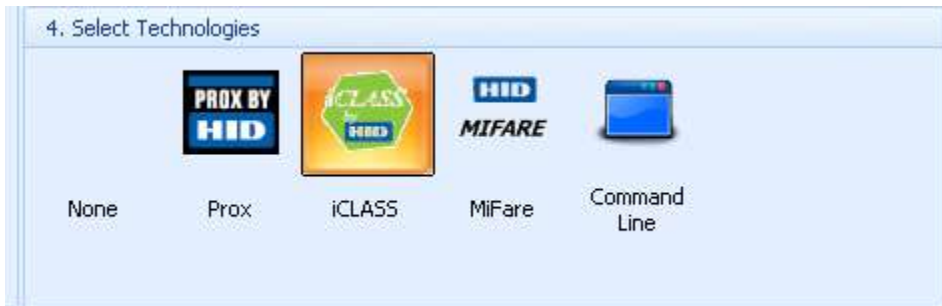 4. Select Technologies
PROX BY
HID
iCLASS
by
HID
HID
MIFARE
None
Prox
iCLASS
MiFare
Command
Line